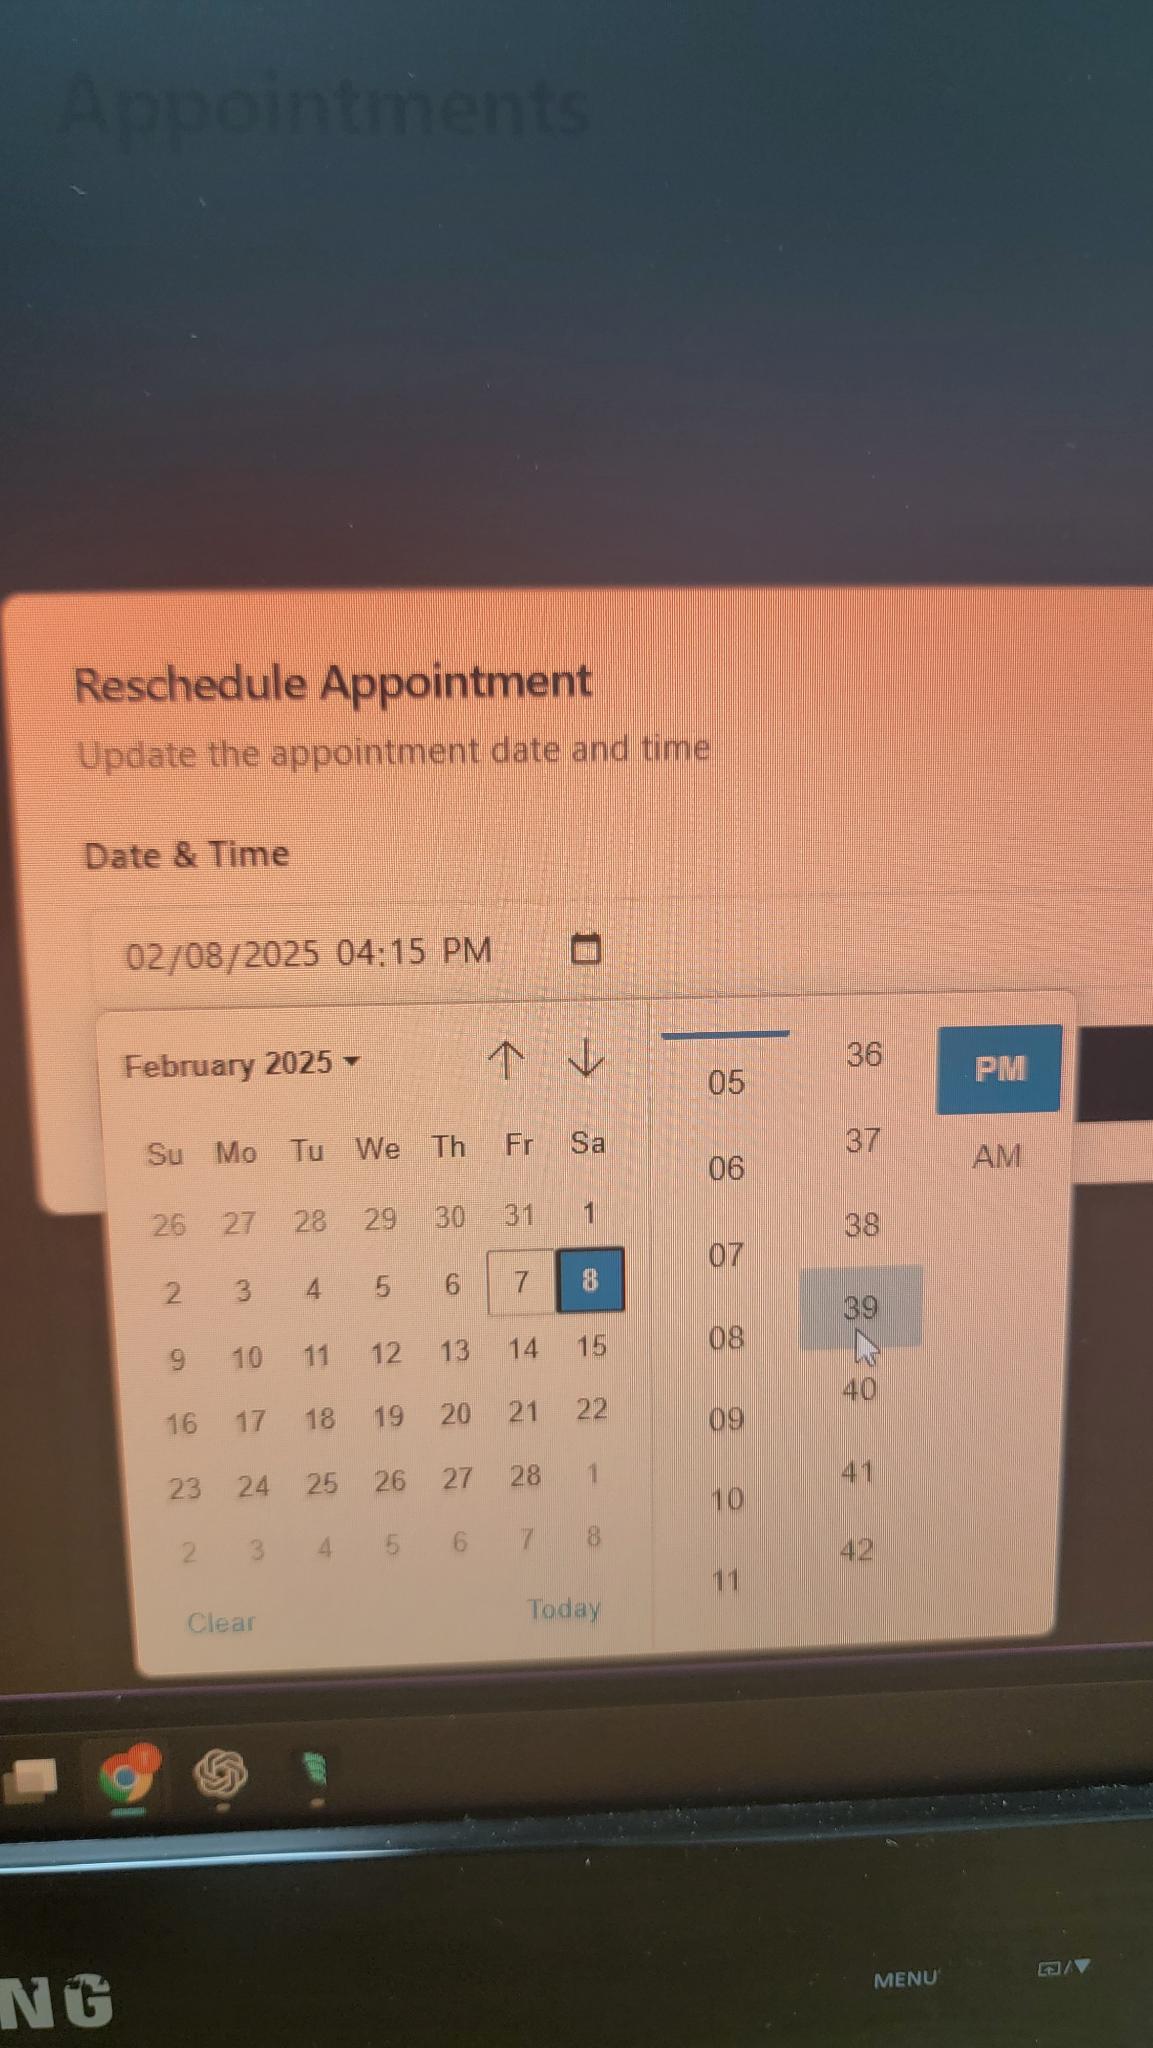 Appointments
Reschedule Appointment
Update the appointment date and time
Date & Time
02/08/2025 04:15 PM
February 2025
Su Mo Tu We Th Fr Sa
26 27 28 29 30 31 1
2 3 4 5 6 7 8
9 10 11 12 13 14 15
16 17 18 19 20 21 22
23 24 25 26 27 28 1
2 3 4 5 6 7 8
Clear Today
05
06
07
08
09
10
11
36
37
38
39
40
41
42
PM
AM
NG
MENU